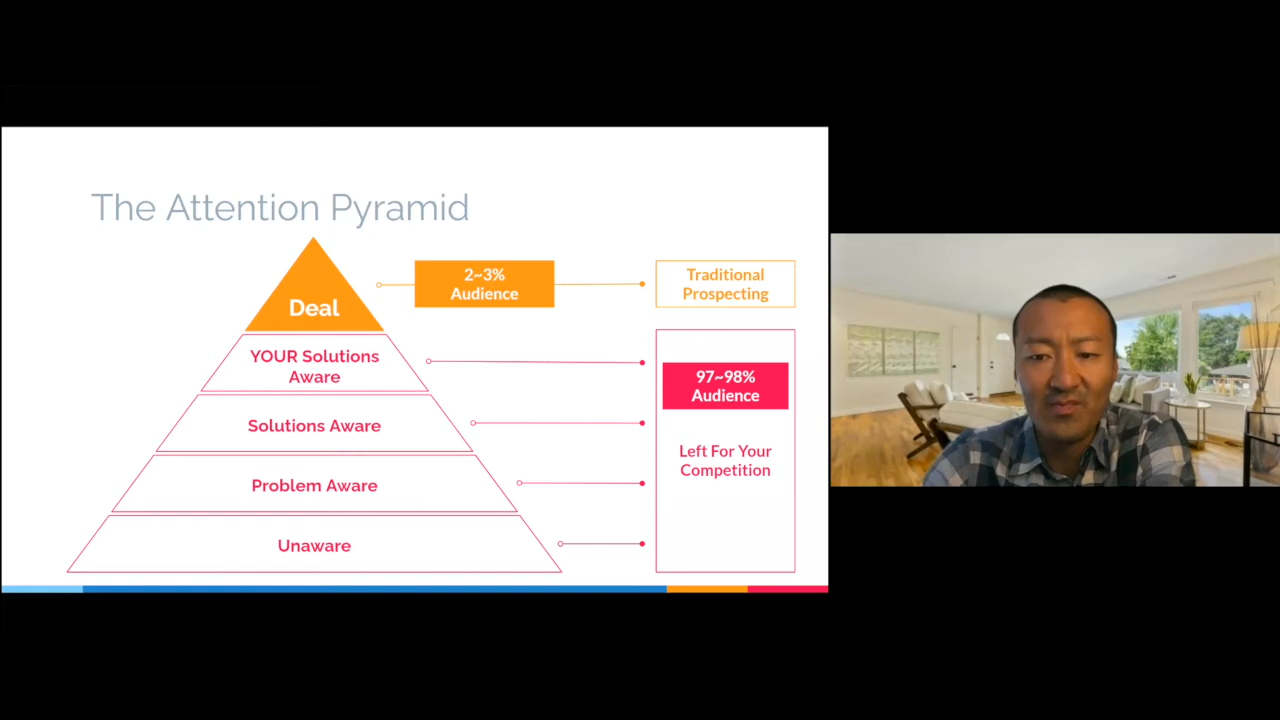 The Attention Pyramid
Deal
2~3%
Audience
Traditional
Prospecting
YOUR Solutions
Aware
Solutions Aware
Problem Aware
Unaware
97~98%
Audience
Left For Your
Competition